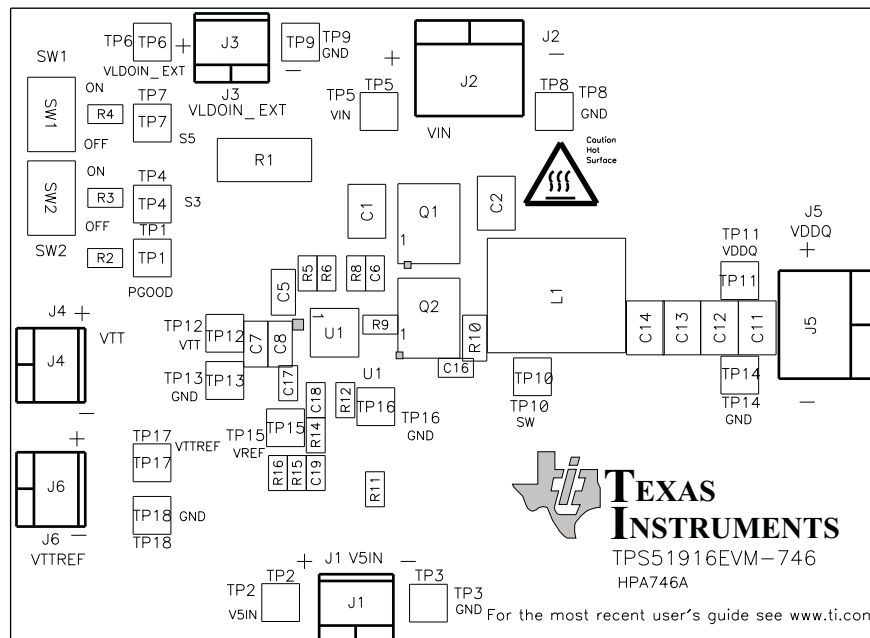 TP6 TP6 + J3 TP9 TP9
GND
VLDOIN_EXT
−
J3
VLDOIN_EXT
+ J2 J2
−
VIN
TP5 TP5
VIN
TP8 TP8
GND
SW1
SW1
ON
R4
OFF
TP7
TP7
S5
SW2
ON
R3
OFF
SW2
TP4
TP4
S3
R1
Caution
Hot
Surface
TP1
TP1
R2
PGOOD
C1
Q1
1
C2
TP11
VDDQ
TP11
J5
VDDQ
+
J5
−
C5
R5
R6
R8
C6
L1
J4
+
VTT
J4
−
TP12
TP12
VTT
TP13
TP13
GND
C7
C8
1
U1
R9
Q2
1
R10
C14
C13
C12
C11
C17
U1
C16
TP10
TP10
SW
TP14
TP14
GND
C18
R12
TP16
TP16
GND
TP15
TP15
VREF
R14
+
J6
−
J6
VTTREF
TP17
VTTREF
TP17
TP18
GND
TP18
R16
R15
C19
R11
TEXAS
INSTRUMENTS
TPS51916EVM−746
HPA746A
+ J1 V5IN −
TP2
TP2
V5IN
J1
TP3
TP3
GND
For the most recent user's guide see www.ti.com